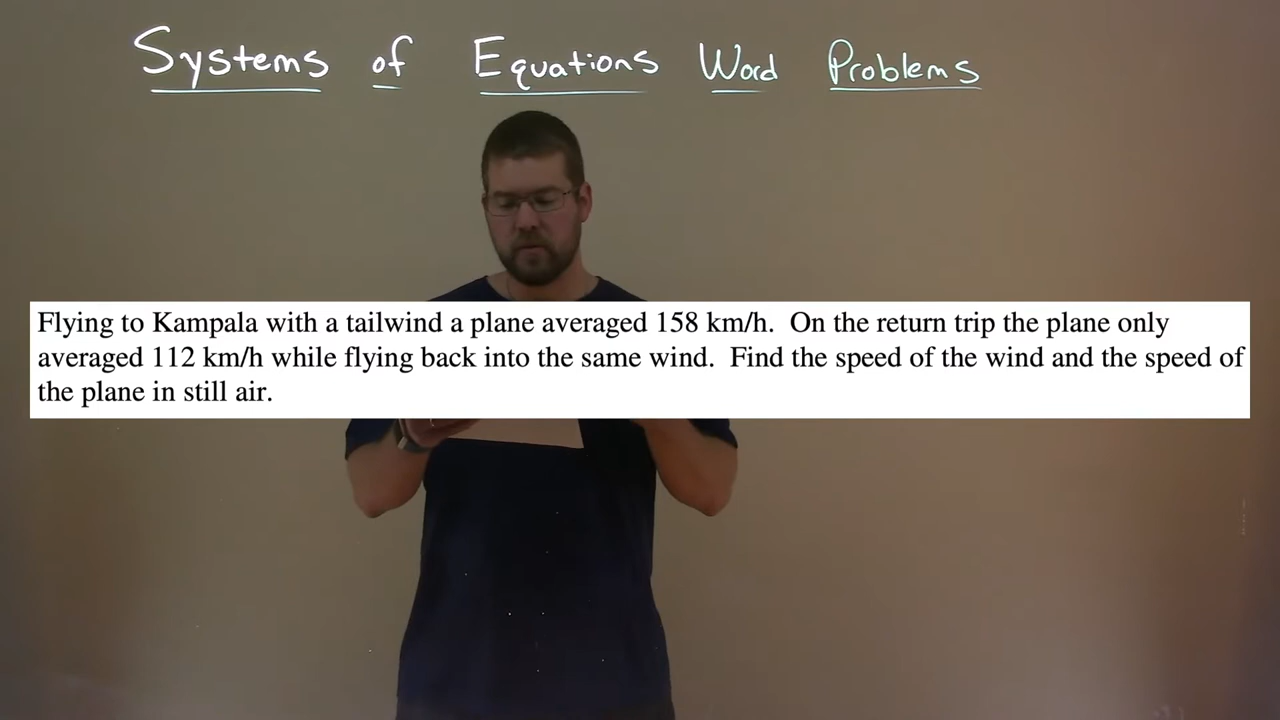 Systems of Equations Word Problems
Flying to Kampala with a tailwind a plane averaged 158 km/h. On the return trip the plane only
averaged 112 km/h while flying back into the same wind. Find the speed of the wind and the speed of
the plane in still air.